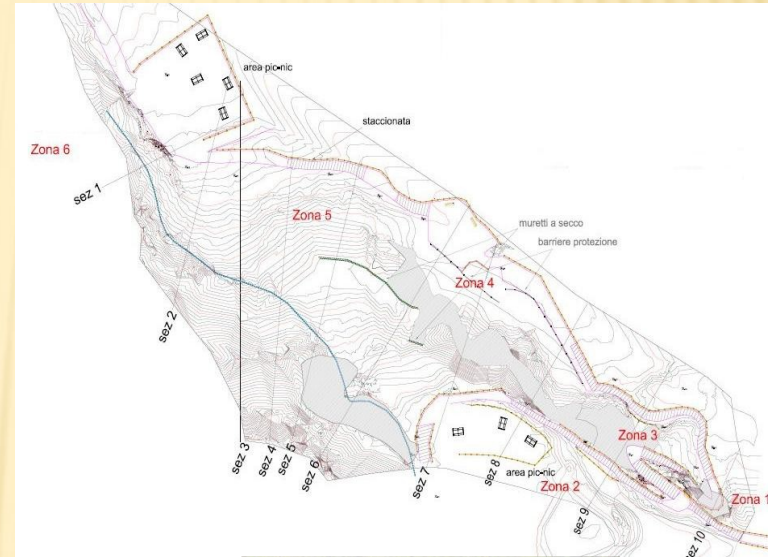 area pic-nic
staccionata
Zona 6
sez 1
Zona 5
muretti a secco
barriere protezione
Zona 4
sez 2
Zona 3
sez 3
sez 4
sez 5
sez 6
sez 7
sez 8
area pic-nic
Zona 2
sez 9
Zona 1
sez 10